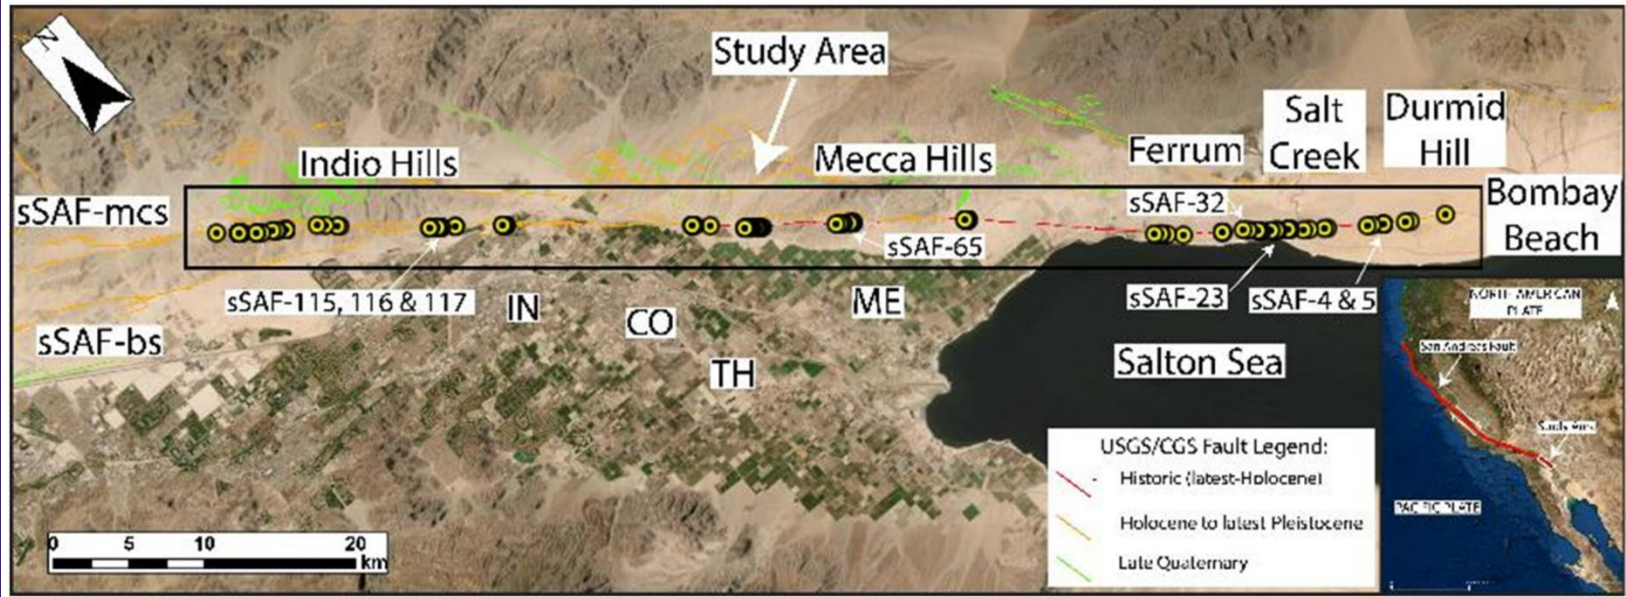 N
Study Area
Indio Hills
Mecca Hills
Ferrum
Salt
Creek
Durmid
Hill
sSAF-mcs
sSAF-32
Bombay
Beach
sSAF-65
sSAF-115, 116 & 117
IN
CO
ME
sSAF-23
sSAF-4 & 5
sSAF-bs
TH
Salton Sea
NORTH AMERICAN
PLATE
San Andreas Fault
Study Area
PACIFIC PLATE
USGS/CGS Fault Legend:
Historic (latest-Holocene)
Holocene to latest Pleistocene
Late Quaternary
0 5 10 20
km